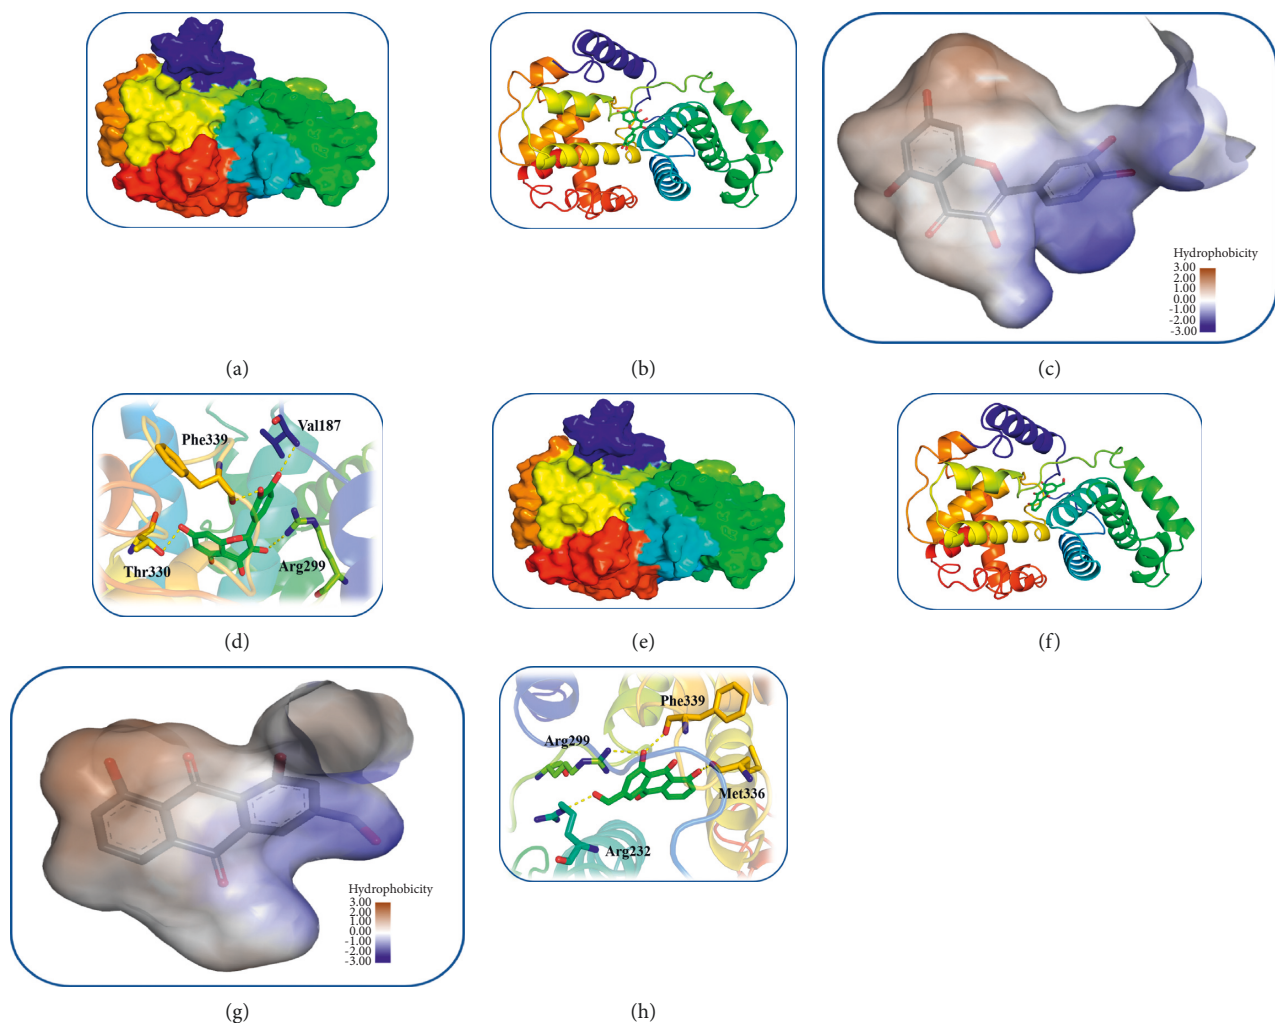 Hydrophobicity
3.00
2.00
1.00
0.00
-1.00
-2.00
-3.00
(a)
(b)
(c)
Val187
Phe339
Thr330
Arg299
(d)
(e)
(f)
Hydrophobicity
3.00
2.00
1.00
0.00
-1.00
-2.00
-3.00
Phe339
Arg299
Met336
Arg232
(g)
(h)